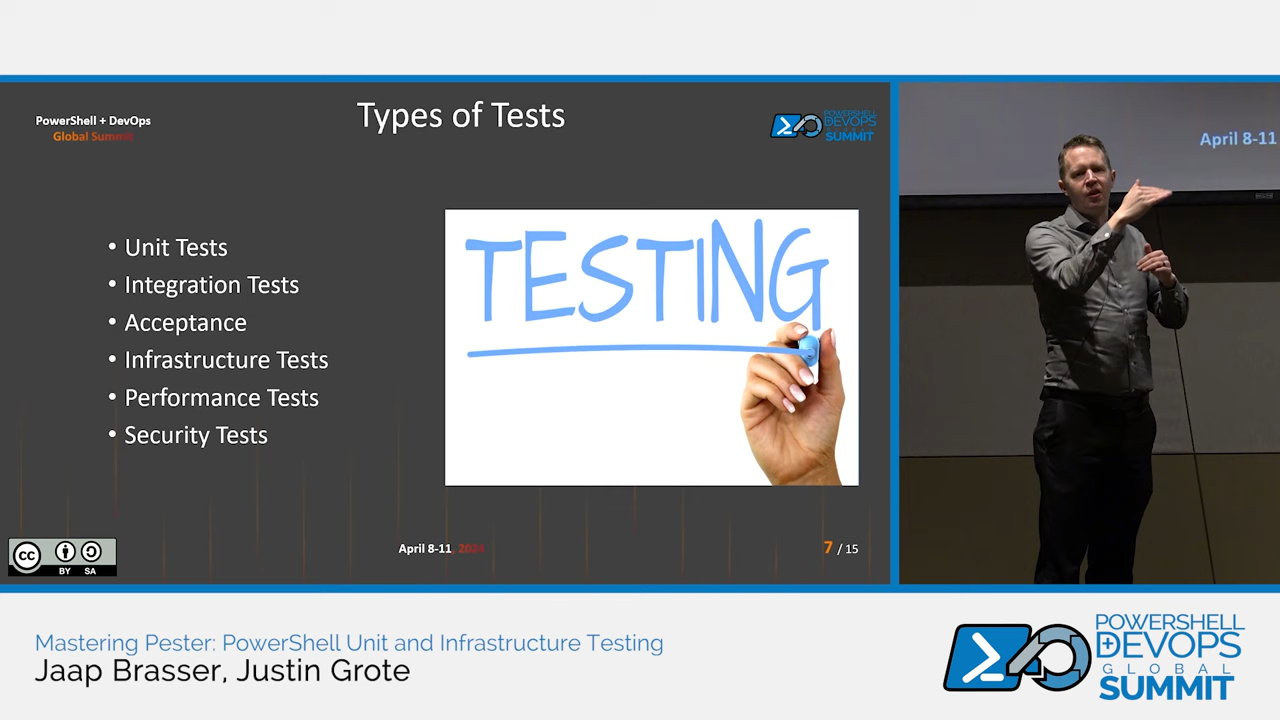 PowerShell + DevOps
Global Summit
Types of Tests
POWERSHELL
DEVOPS
GLOBAL
SUMMIT
• Unit Tests
• Integration Tests
• Acceptance
• Infrastructure Tests
• Performance Tests
• Security Tests
TESTING
cc
BY SA
April 8-11, 2024
7 / 15
April 8-11
Mastering Pester: PowerShell Unit and Infrastructure Testing
Jaap Brasser, Justin Grote
POWERSHELL
DEVOPS
GLOBAL
SUMMIT